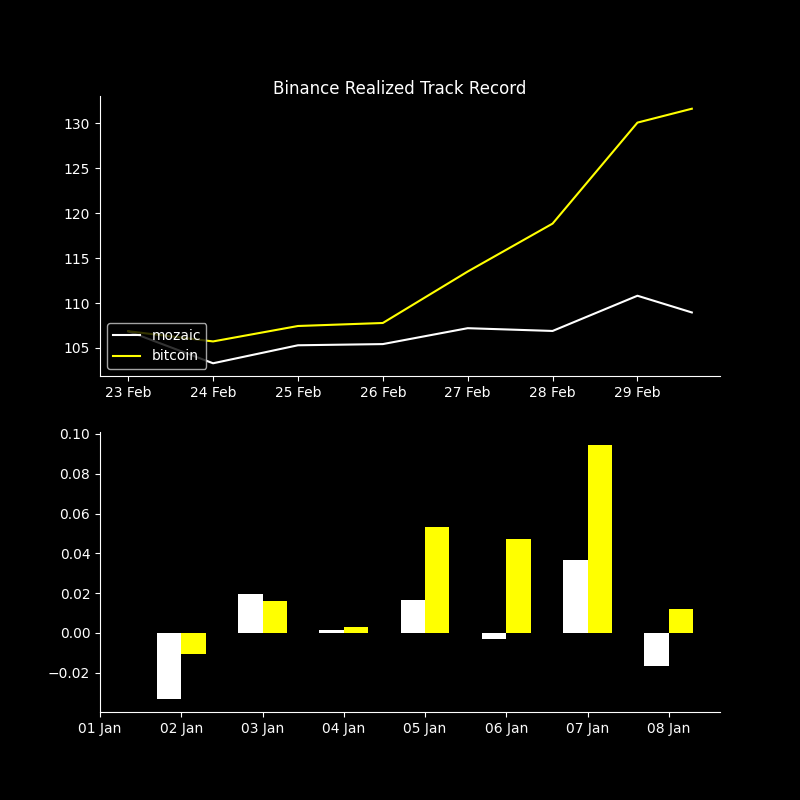 Binance Realized Track Record
130
125
120
115
110
105
mozaic
bitcoin
23 Feb 24 Feb 25 Feb 26 Feb 27 Feb 28 Feb 29 Feb
0.10
0.08
0.06
0.04
0.02
0.00
−0.02
01 Jan 02 Jan 03 Jan 04 Jan 05 Jan 06 Jan 07 Jan 08 Jan